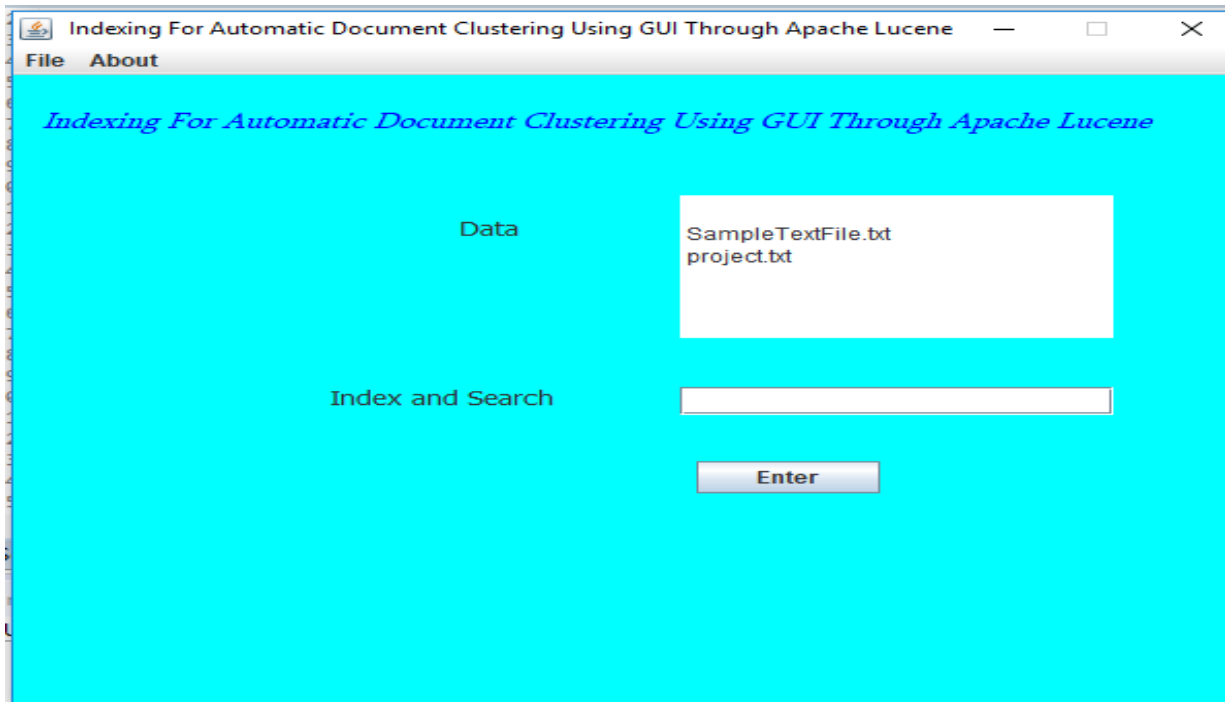 Indexing For Automatic Document Clustering Using GUI Through Apache Lucene
File About
Indexing For Automatic Document Clustering Using GUI Through Apache Lucene
Data
SampleTextFile.txt
project.txt
Index and Search
Enter